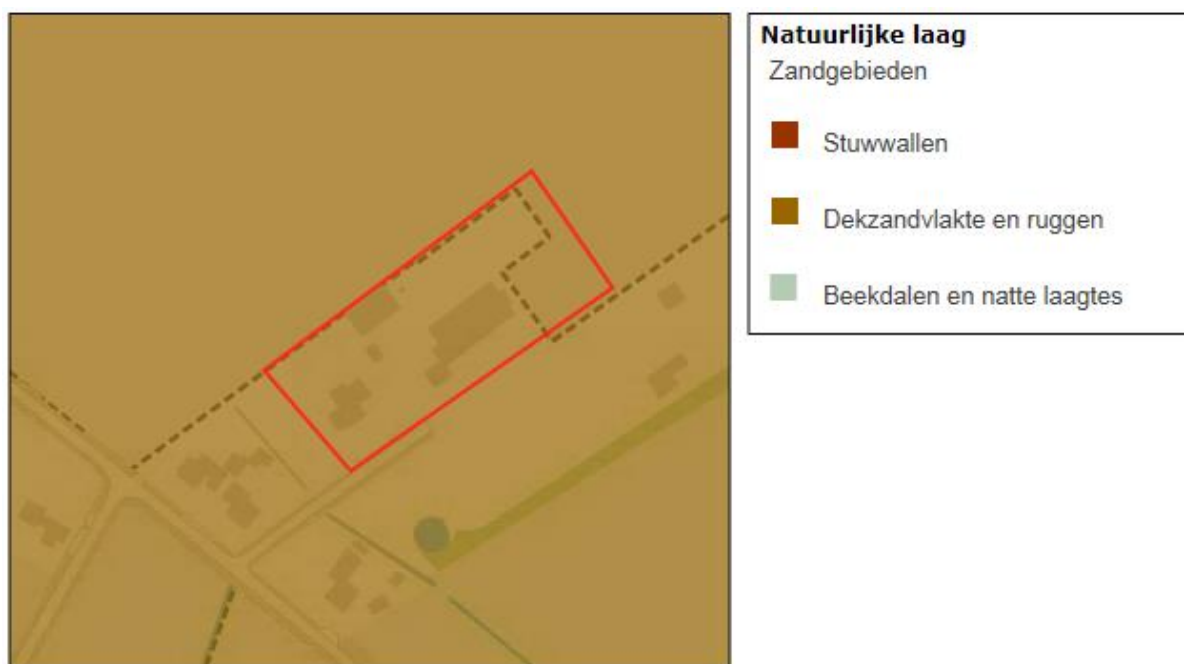 Natuurlijke laag
Zandgebieden
Stuwwallen
Dekzandvlakte en ruggen
Beekdalen en natte laagtes